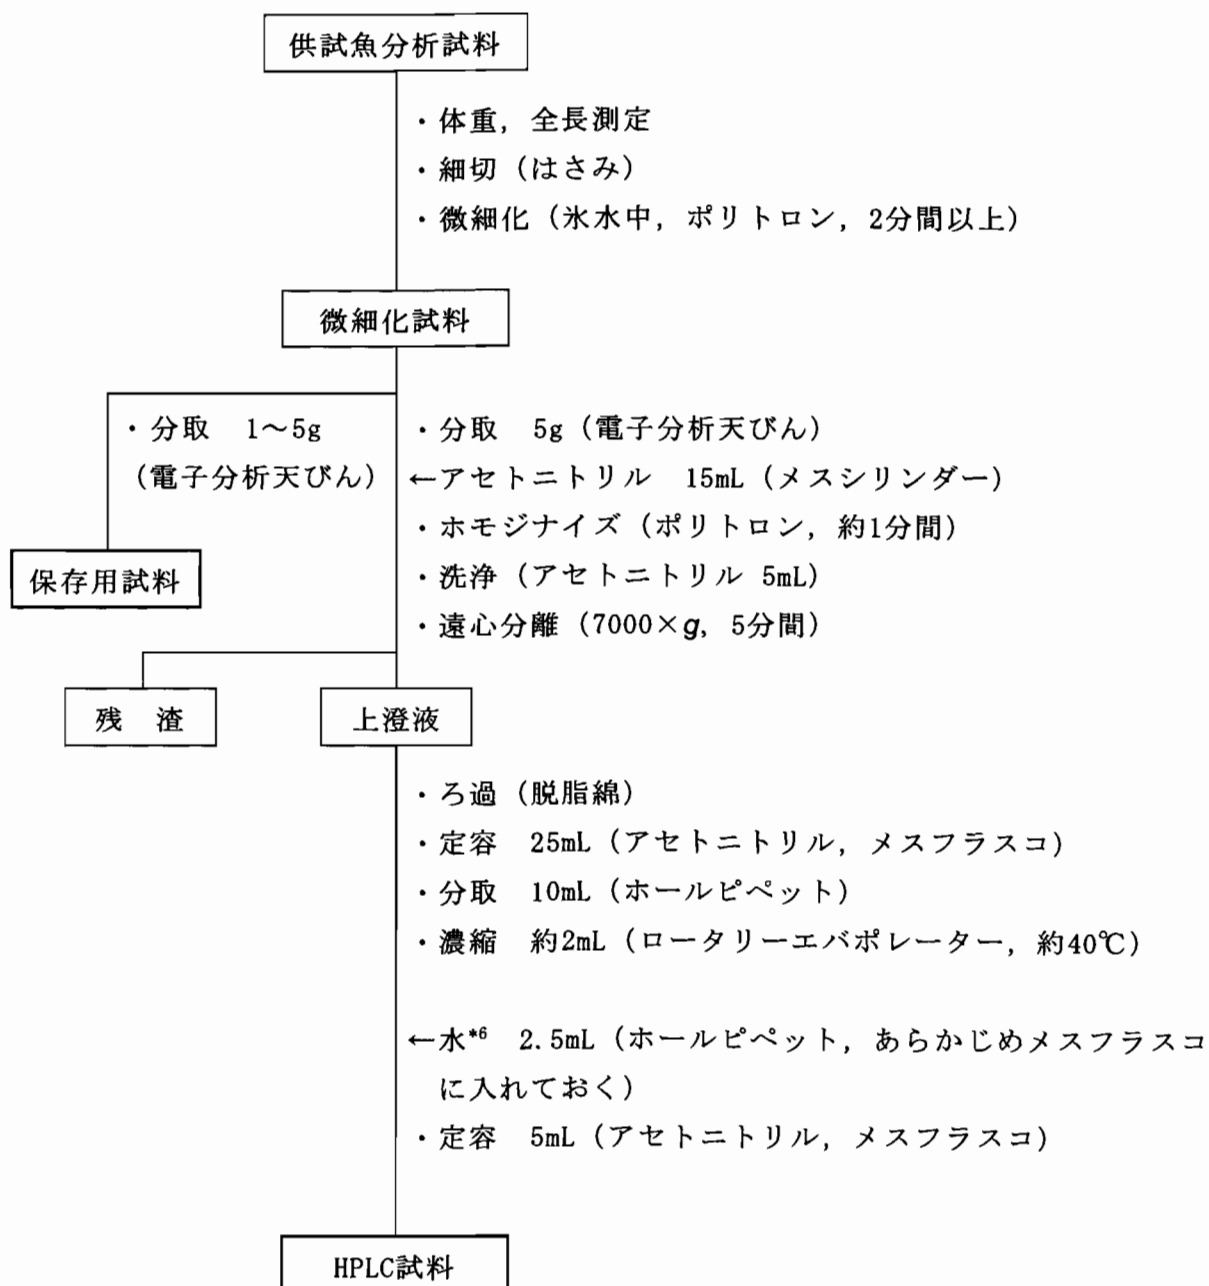 供試魚分析試料
・体重，全長測定
・細切（はさみ）
・微細化（氷水中，ポリトロン，2分間以上）
微細化試料
・分取　1～5g
（電子分析天びん）
・分取　5g（電子分析天びん）
←アセトニトリル　15mL（メスシリンダー）
・ホモジナイズ（ポリトロン，約1分間）
・洗浄（アセトニトリル 5mL）
・遠心分離（7000×g，5分間）
保存用試料
残　渣
上澄液
・ろ過（脱脂綿）
・定容　25mL（アセトニトリル，メスフラスコ）
・分取　10mL（ホールピペット）
・濃縮　約2mL（ロータリーエバポレーター，約40℃）
←水*6　2.5mL（ホールピペット，あらかじめメスフラスコ
に入れておく）
・定容　5mL（アセトニトリル，メスフラスコ）
HPLC試料